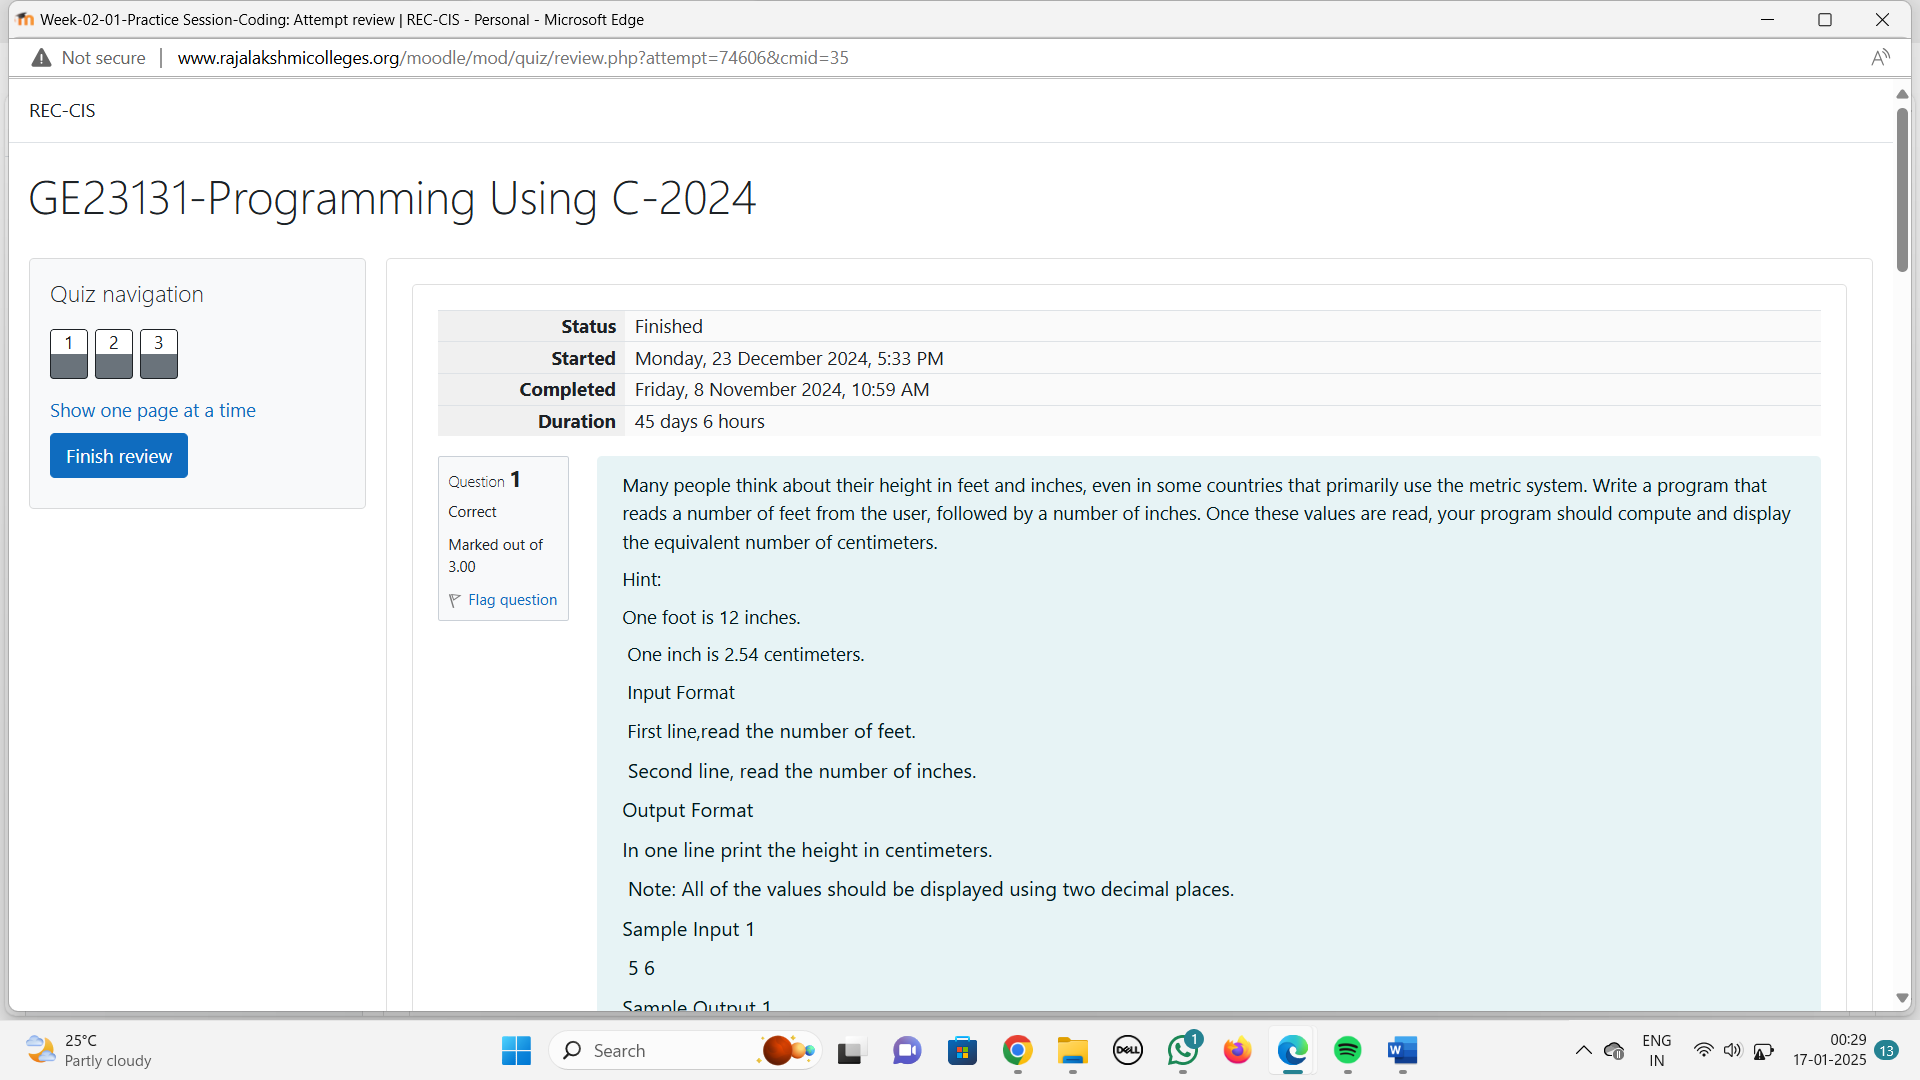 Week-02-01-Practice Session-Coding: Attempt review | REC-CIS - Personal - Microsoft Edge
Not secure
www.rajalakshmicolleges.org/moodle/mod/quiz/review.php?attempt=74606&cmid=35
REC-CIS
GE23131-Programming Using C-2024
Quiz navigation
1 2 3
Show one page at a time
Finish review
Status Finished
Started Monday, 23 December 2024, 5:33 PM
Completed Friday, 8 November 2024, 10:59 AM
Duration 45 days 6 hours
Question 1
Correct
Marked out of
3.00
Flag question
Many people think about their height in feet and inches, even in some countries that primarily use the metric system. Write a program that
reads a number of feet from the user, followed by a number of inches. Once these values are read, your program should compute and display
the equivalent number of centimeters.
Hint:
One foot is 12 inches.
One inch is 2.54 centimeters.
Input Format
First line,read the number of feet.
Second line, read the number of inches.
Output Format
In one line print the height in centimeters.
Note: All of the values should be displayed using two decimal places.
Sample Input 1
5 6
Sample Output 1
25°C
Partly cloudy
Search
DELL
1
W
ENG
IN
00:29
17-01-2025
13